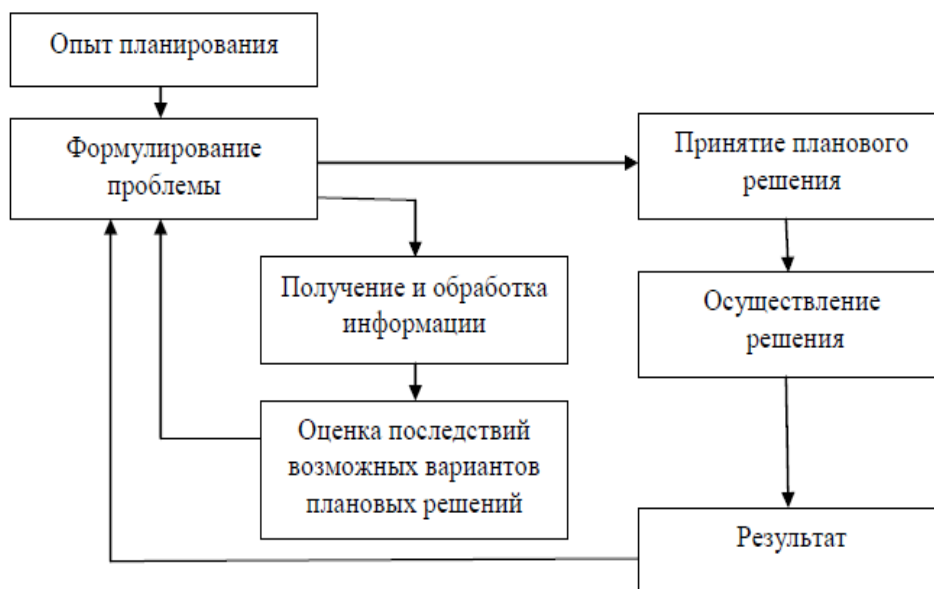 Опыт планирования
Формулирование
проблемы
Принятие планового
решения
Получение и обработка
информации
Осуществление
решения
Оценка последствий
возможных вариантов
плановых решений
Результат